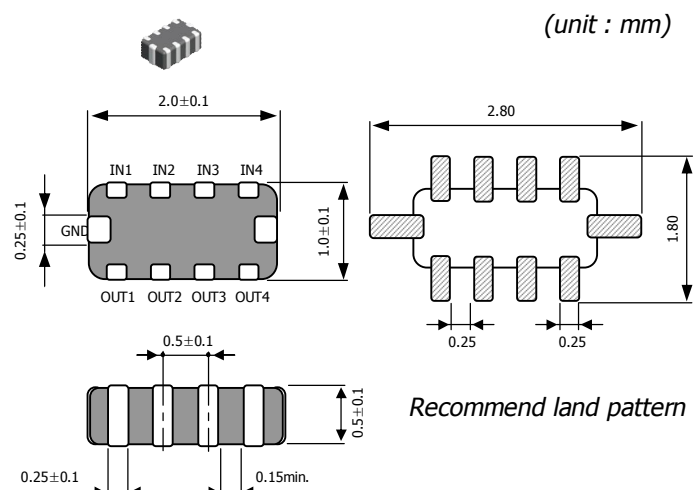 (unit : mm)
2.0±0.1
2.80
IN1 IN2 IN3 IN4
0.25±0.1
GND
1.0±0.1
1.80
OUT1 OUT2 OUT3 OUT4
0.25 0.25
0.5±0.1
0.5±0.1
Recommend land pattern
0.25±0.1
0.15min.